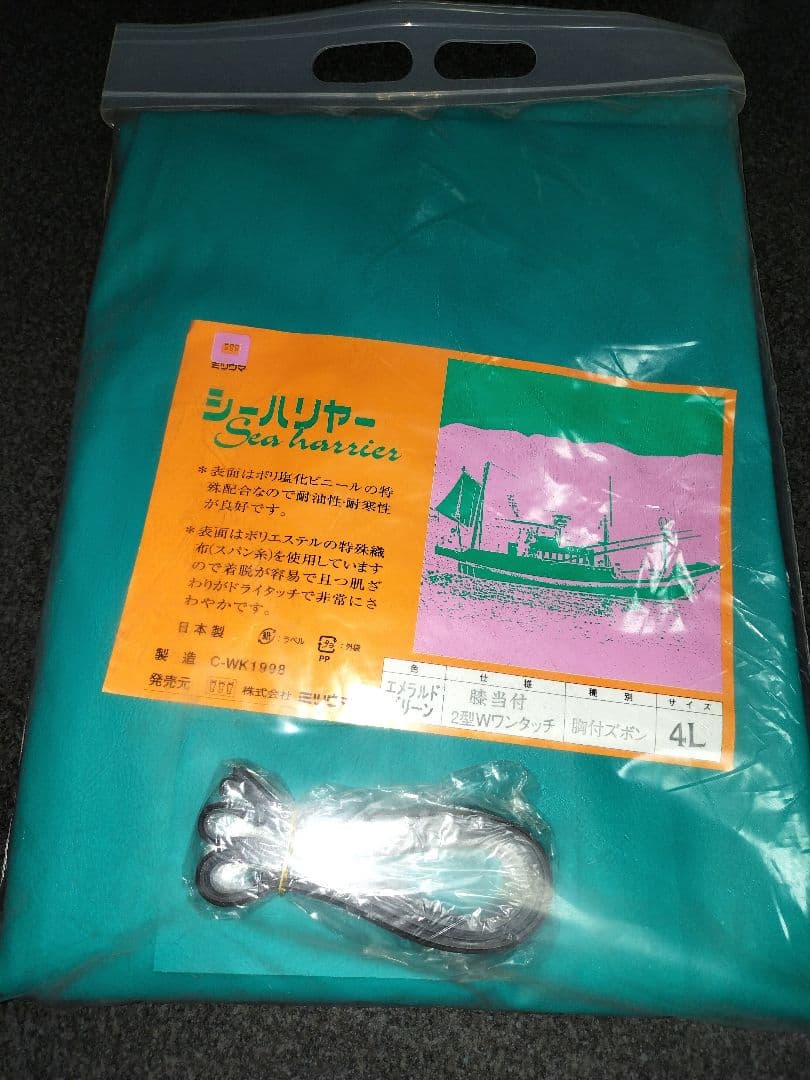 ミツウマ
シーハリヤー
Sea harrier
*表面はポリ塩化ビニールの特
殊配合なので耐油性・耐寒性
が良好です。
*表面はポリエステルの特殊織
布(スパン糸)を使用しています
ので着脱が容易で且つ肌ざ
わりがドライタッチで非常にさ
わやかです。
日本製
紙:ラベル
プラ:外袋
PP
製造 C-WK1998
発売元 株式会社 ミツウマ
色 仕様 種別 サイズ
エメラルド
グリーン
膝当付
2型Wワンタッチ
胸付ズボン
4L